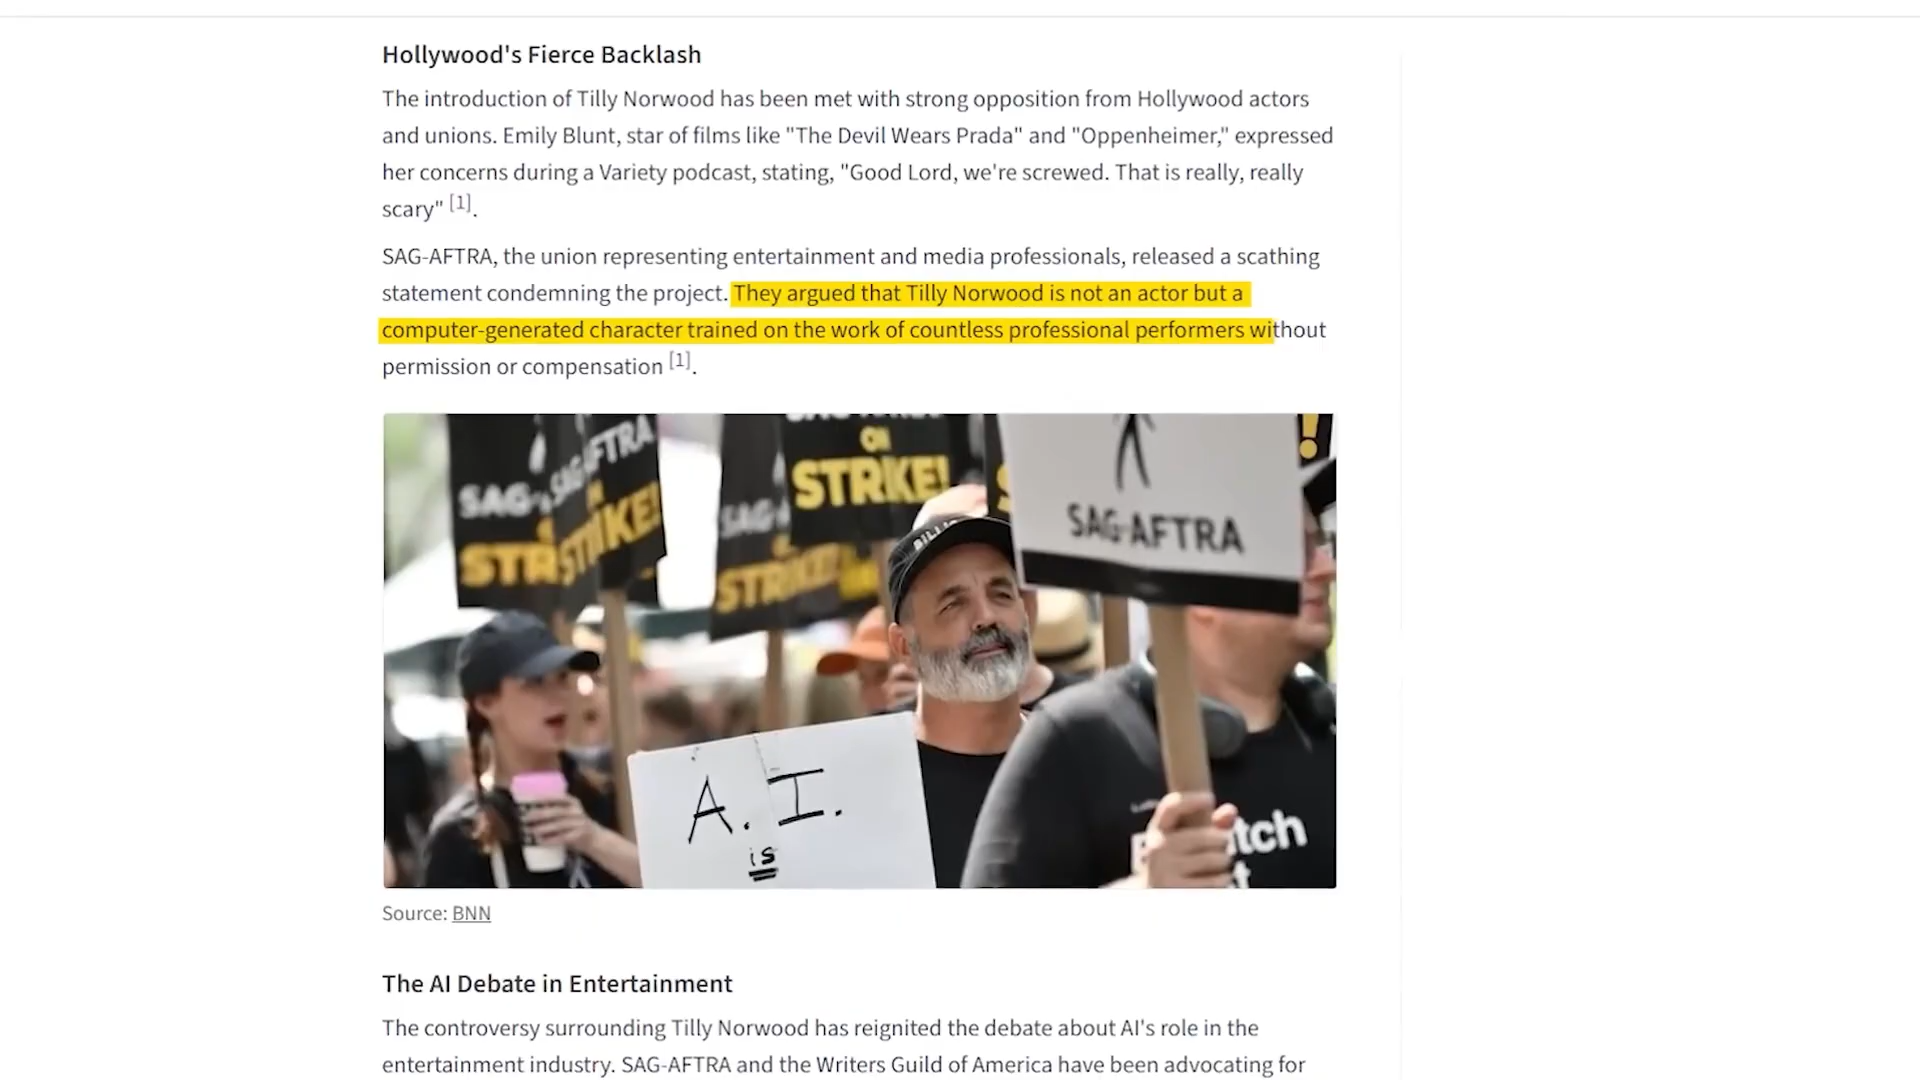 Hollywood's Fierce Backlash
The introduction of Tilly Norwood has been met with strong opposition from Hollywood actors
and unions. Emily Blunt, star of films like "The Devil Wears Prada" and "Oppenheimer," expressed
her concerns during a Variety podcast, stating, "Good Lord, we're screwed. That is really, really
scary" [1].
SAG-AFTRA, the union representing entertainment and media professionals, released a scathing
statement condemning the project. They argued that Tilly Norwood is not an actor but a
computer-generated character trained on the work of countless professional performers without
permission or compensation [1].
SAG-AFTRA
ON
STRIKE!
STRIKE!
STRIKE!
SAG-AFTRA
A.I.
is
Source: BNN
The AI Debate in Entertainment
The controversy surrounding Tilly Norwood has reignited the debate about AI's role in the
entertainment industry. SAG-AFTRA and the Writers Guild of America have been advocating for